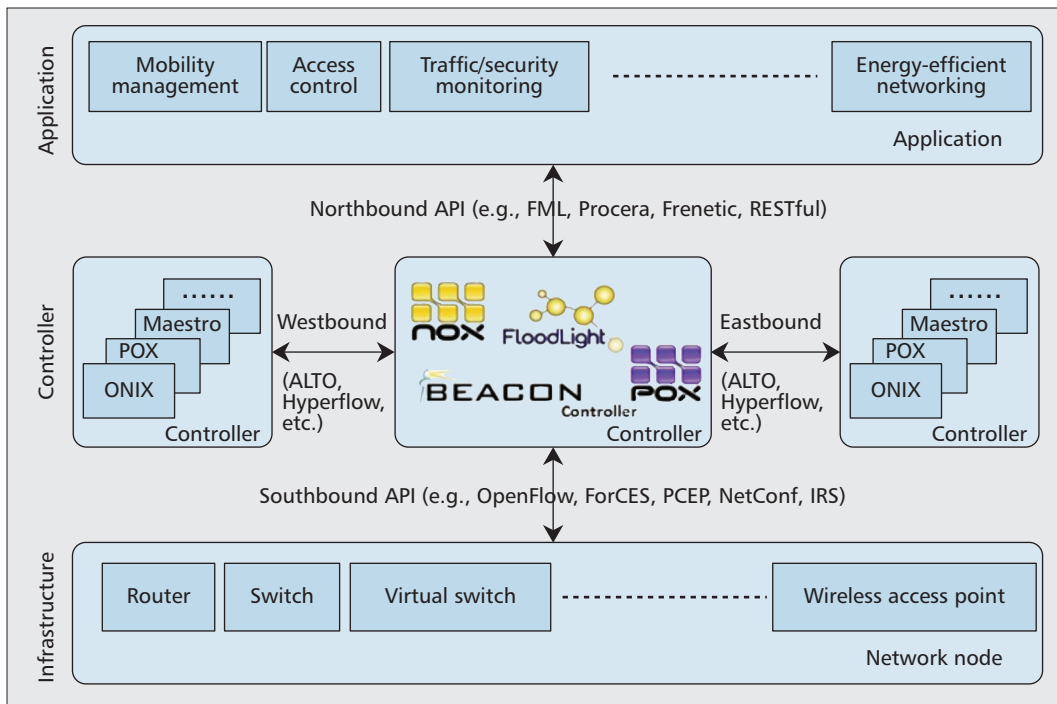 Application
Mobility
management
Access
control
Traffic/security
monitoring
Energy-efficient
networking
Application
Northbound API (e.g., FML, Procera, Frenetic, RESTful)
Controller
......
Maestro
POX
ONIX
Controller
Westbound
(ALTO,
Hyperflow,
etc.)
nox
FloodLight
BEACON
Controller
POX
Controller
Eastbound
(ALTO,
Hyperflow,
etc.)
......
Maestro
POX
ONIX
Controller
Southbound API (e.g., OpenFlow, ForCES, PCEP, NetConf, IRS)
Infrastructure
Router
Switch
Virtual switch
Wireless access point
Network node